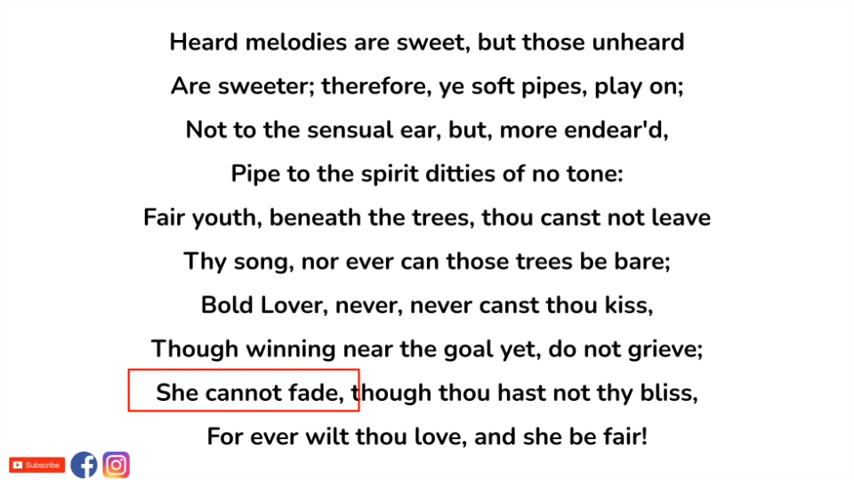 Heard melodies are sweet, but those unheard
Are sweeter; therefore, ye soft pipes, play on;
Not to the sensual ear, but, more endear'd,
Pipe to the spirit ditties of no tone:
Fair youth, beneath the trees, thou canst not leave
Thy song, nor ever can those trees be bare;
Bold Lover, never, never canst thou kiss,
Though winning near the goal yet, do not grieve;
She cannot fade, though thou hast not thy bliss,
For ever wilt thou love, and she be fair!
Subscribe